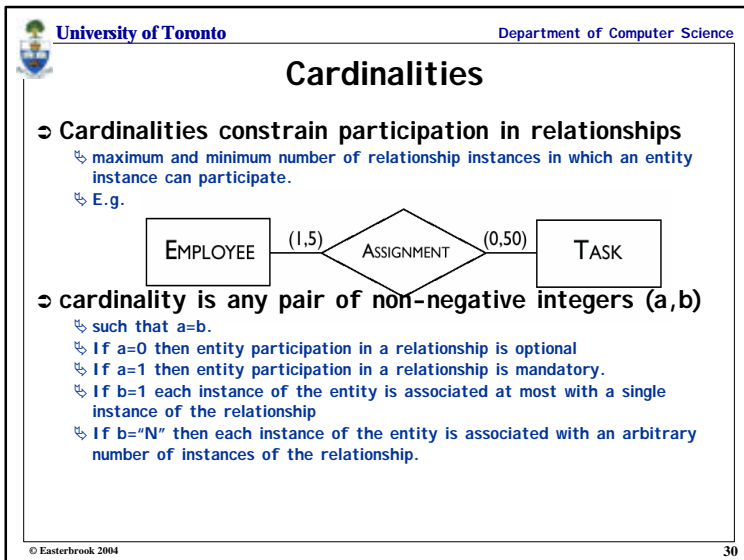 University of Toronto
Department of Computer Science
Cardinalities
➲ Cardinalities constrain participation in relationships
↳ maximum and minimum number of relationship instances in which an entity
instance can participate.
↳ E.g.
EMPLOYEE (1,5) ASSIGNMENT (0,50) TASK
➲ cardinality is any pair of non-negative integers (a,b)
↳ such that a=b.
↳ If a=0 then entity participation in a relationship is optional
↳ If a=1 then entity participation in a relationship is mandatory.
↳ If b=1 each instance of the entity is associated at most with a single
instance of the relationship
↳ If b="N" then each instance of the entity is associated with an arbitrary
number of instances of the relationship.
© Easterbrook 2004
30